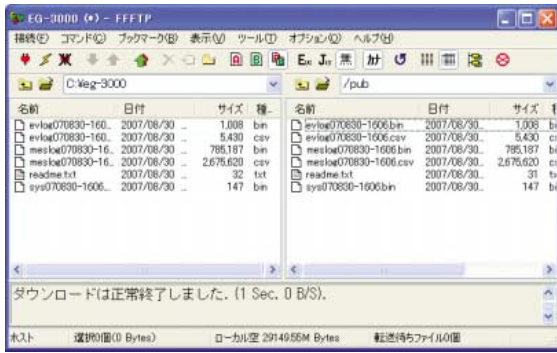 EG-3000 (*) - FFFTP
接続(F) コマンド(C) ブックマーク(B) 表示(V) ツール(T) オプション(O) ヘルプ(H)
C:¥eg-3000 /pub
名前 日付 サイズ 種..
evlog070830-160.. 2007/08/30 .. 1,008 bin
evlog070830-160.. 2007/08/30 .. 5,430 csv
meslog070830-16.. 2007/08/30 .. 785,187 bin
meslog070830-16.. 2007/08/30 .. 2,675,620 csv
readme.txt 2007/08/30 .. 32 txt
sys070830-1606.. 2007/08/30 .. 147 bin
名前 日付 サイズ
evlog070830-1606.bin 2007/08/30.. 1,008
evlog070830-1606.csv 2007/08/30.. 5,430
meslog070830-1606.bin 2007/08/30.. 785,187
meslog070830-1606.csv 2007/08/30.. 2,675,620
readme.txt 2007/08/30.. 31
sys070830-1606.bin 2007/08/30.. 147
ダウンロードは正常終了しました. (1 Sec. 0 B/S).
ホスト 選択0個(0 Bytes) ローカル空 29149.55M Bytes 転送待ちファイル0個